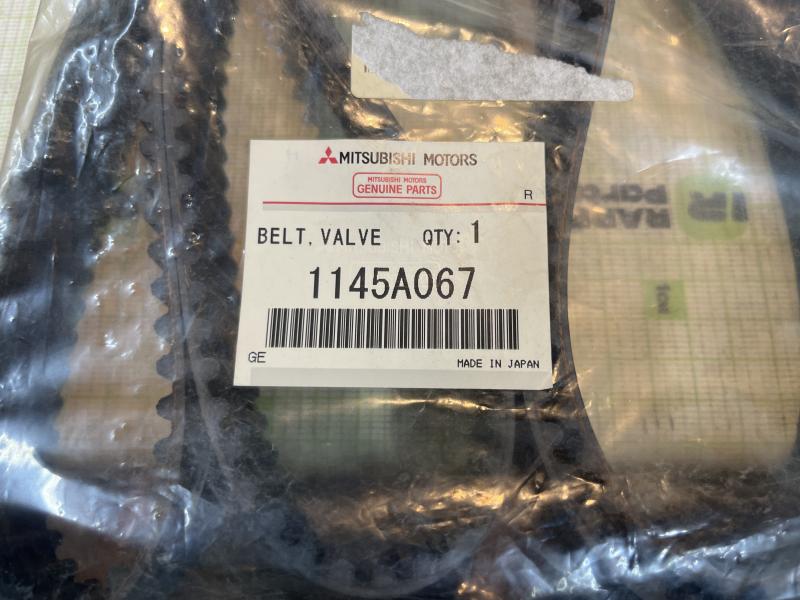 MITSUBISHI MOTORS
MITSUBISHI MOTORS
GENUINE PARTS
R
BELT, VALVE QTY: 1
1145A067
GE
MADE IN JAPAN